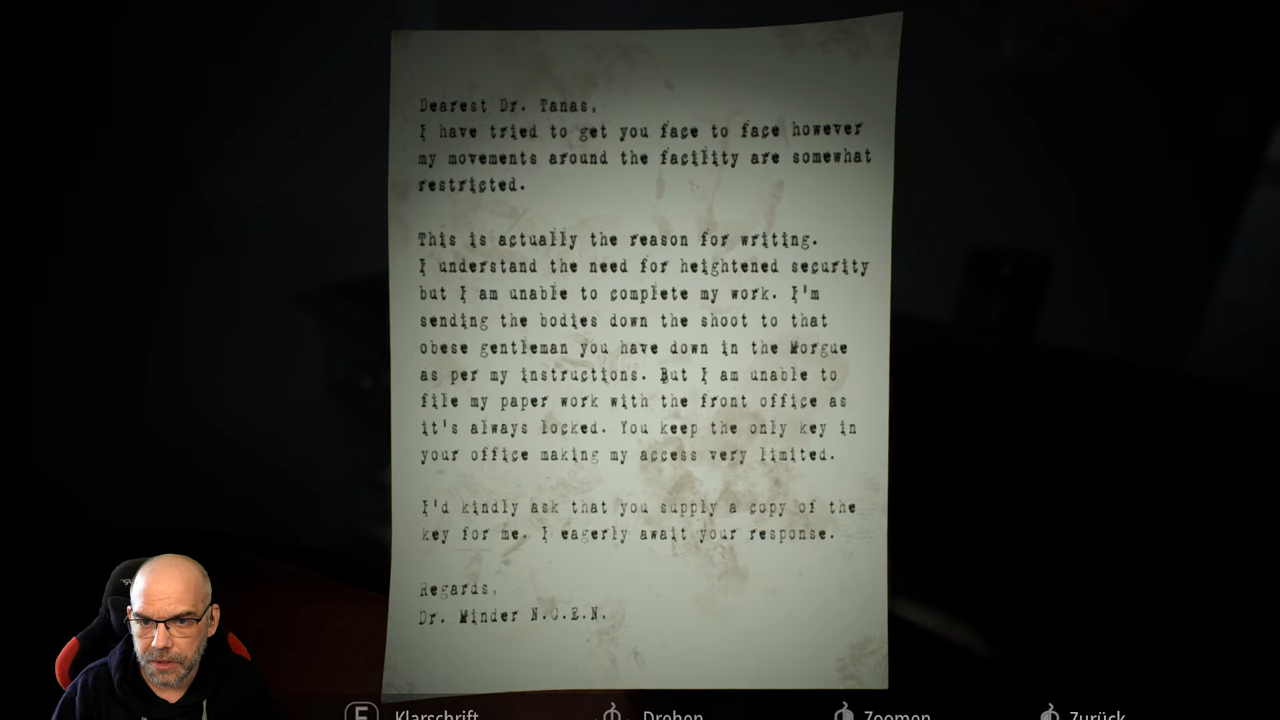 Dearest Dr. Tanas,
I have tried to get you face to face however
my movements around the facility are somewhat
restricted.
This is actually the reason for writing.
I understand the need for heightened security
but I am unable to complete my work. I'm
sending the bodies down the shoot to that
obese gentleman you have down in the Morgue
as per my instructions. But I am unable to
file my paper work with the front office as
it's always locked. You keep the only key in
your office making my access very limited.
I'd kindly ask that you supply a copy of the
key for me. I eagerly await your response.
Regards,
Dr. Minder N.O.E.N.
E Klarschrift Drehen Zoomen Zurück